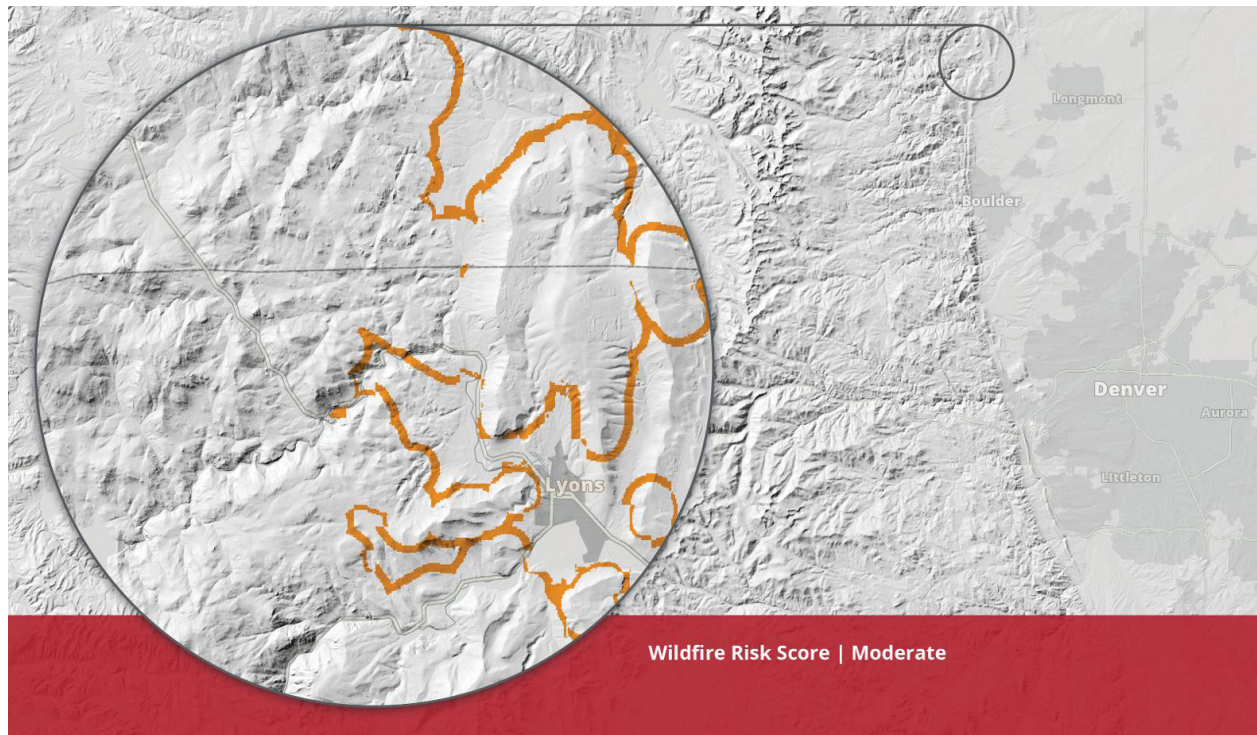 Longmont
Boulder
Denver
Aurora
Lyons
Littleton
Wildfire Risk Score | Moderate